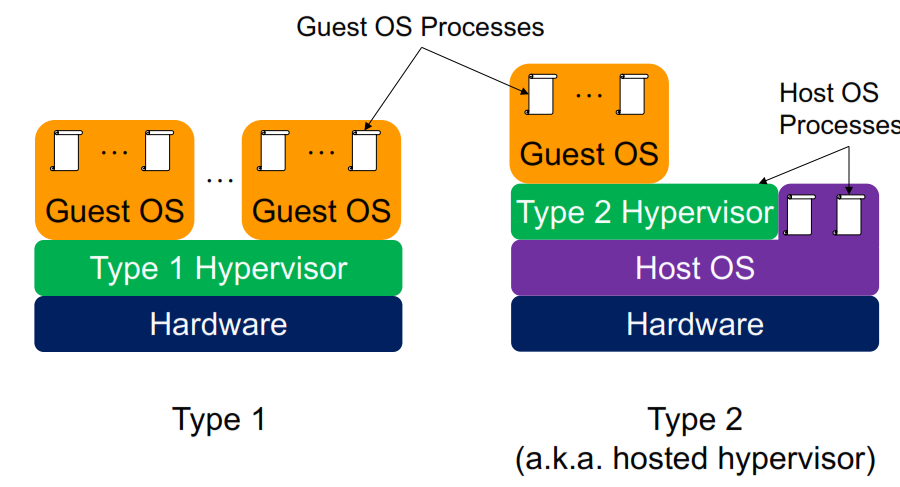 Guest OS Processes
Host OS
Processes
... ...
... Guest OS
Guest OS ... Guest OS Type 2 Hypervisor
Type 1 Hypervisor Host OS
Hardware Hardware
Type 1 Type 2
(a.k.a. hosted hypervisor)